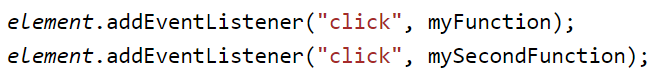 element.addEventListener("click", myFunction);
element.addEventListener("click", mySecondFunction);